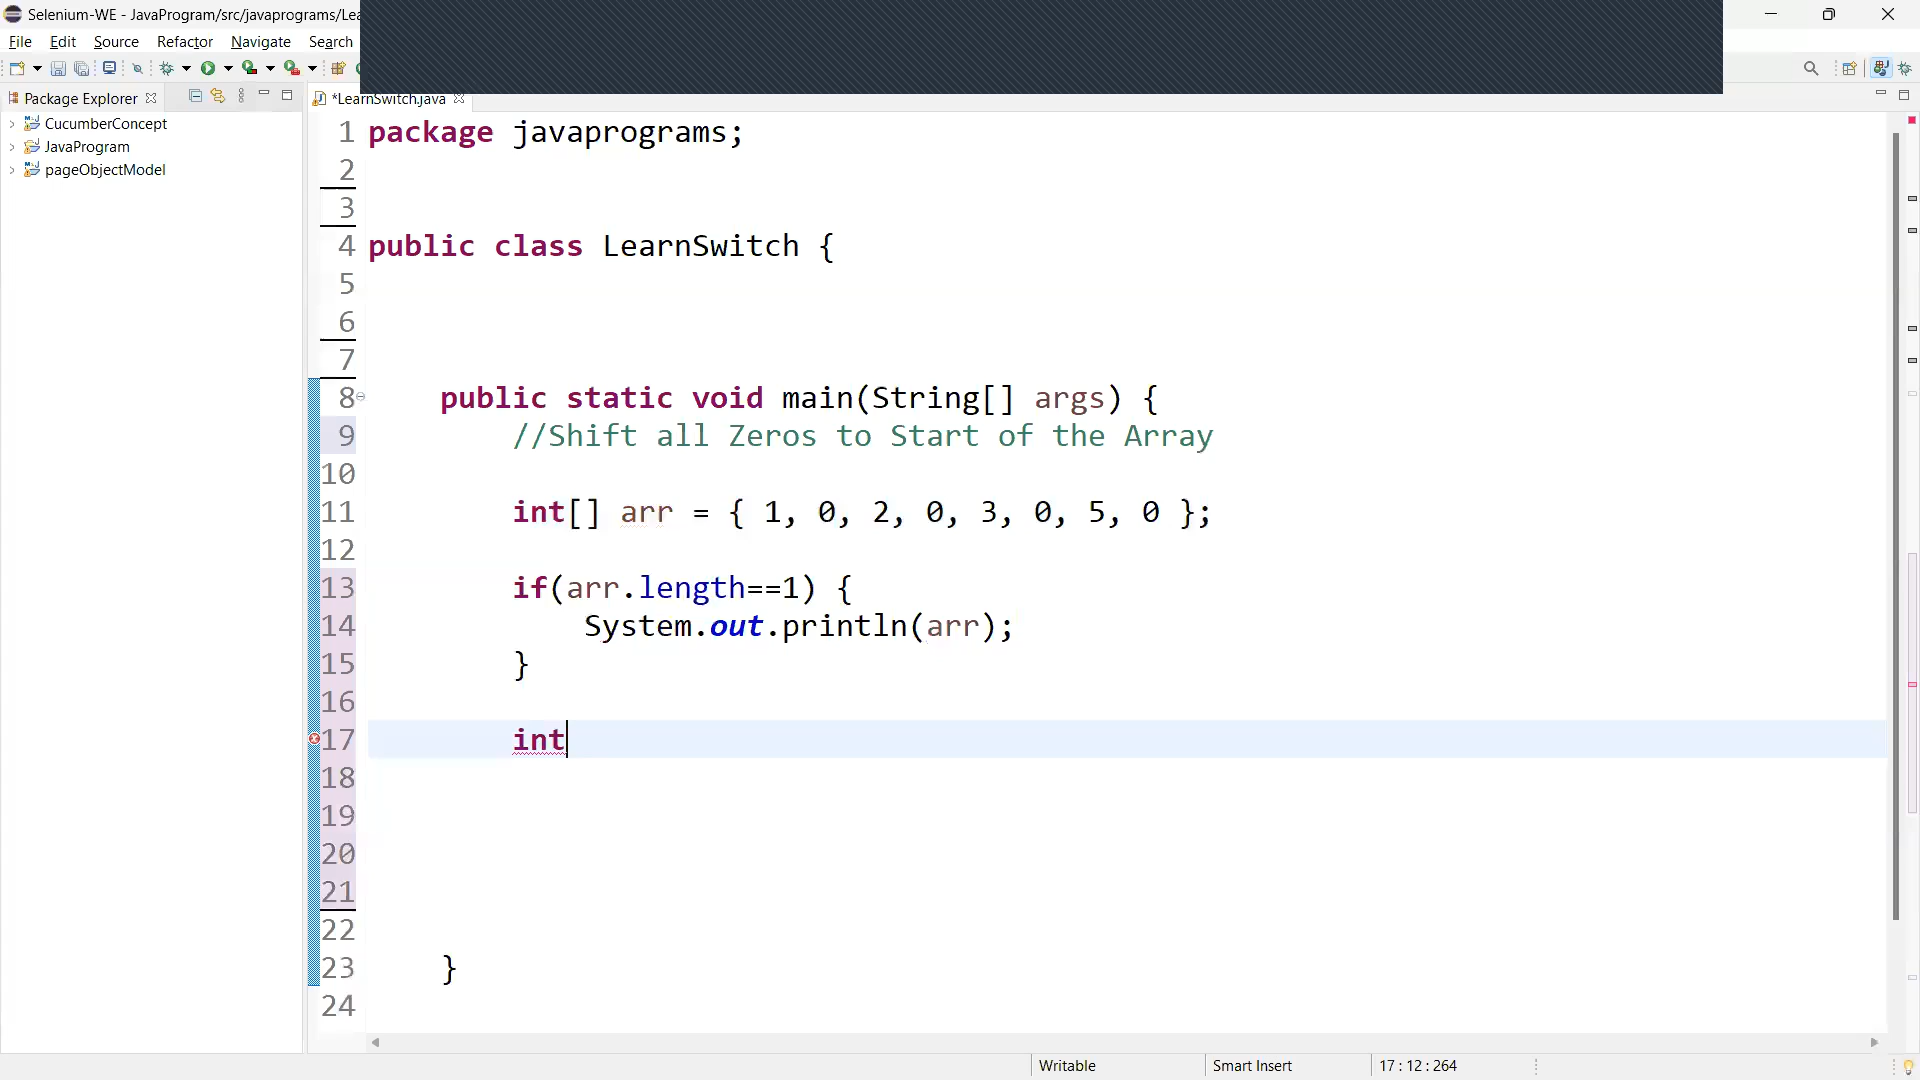 Selenium-WE - JavaProgram/src/javaprograms/Lea
File Edit Source Refactor Navigate Search
Package Explorer
*LearnSwitch.java
CucumberConcept
JavaProgram
pageObjectModel
1 package javaprograms;
2
3
4 public class LearnSwitch {
5
6
7
8 public static void main(String[] args) {
9 //Shift all Zeros to Start of the Array
10
11 int[] arr = { 1, 0, 2, 0, 3, 0, 5, 0 };
12
13 if(arr.length==1) {
14 System.out.println(arr);
15 }
16
17 int
18
19
20
21
22
23 }
24
Writable Smart Insert 17 : 12 : 264